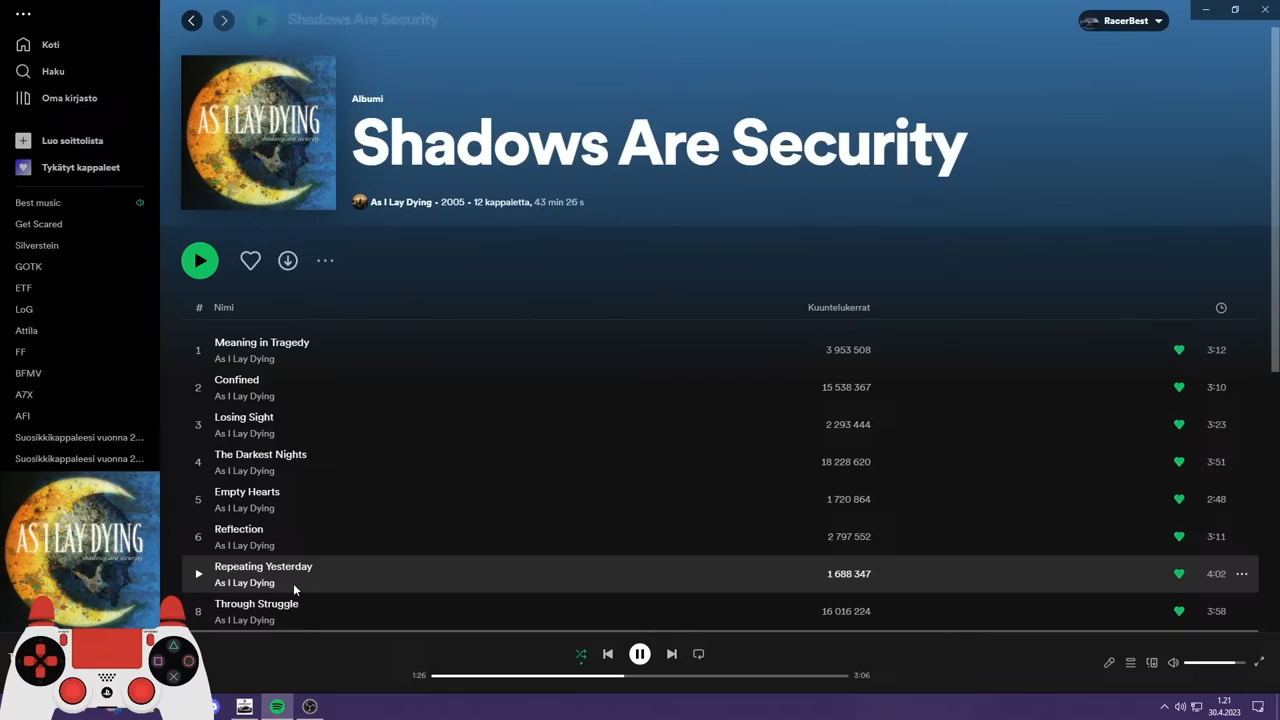 Shadows Are Security
RacerBest
Koti
Haku
Oma kirjasto
Luo soittolista
Tykätyt kappaleet
Best music
Get Scared
Silverstein
GOTK
ETF
LoG
Attila
FF
BFMV
A7X
AFI
Suosikkikappaleesi vuonna 2...
Suosikkikappaleesi vuonna 2...
AS I LAY DYING
shadows are security
AS I LAY DYING
shadows are security
Albumi
Shadows Are Security
As I Lay Dying • 2005 • 12 kappaletta, 43 min 26 s
# Nimi Kuuntelukerrat
1 Meaning in Tragedy 3 953 508 3:12
As I Lay Dying
2 Confined 15 538 367 3:10
As I Lay Dying
3 Losing Sight 2 293 444 3:23
As I Lay Dying
4 The Darkest Nights 18 228 620 3:51
As I Lay Dying
5 Empty Hearts 1 720 864 2:48
As I Lay Dying
6 Reflection 2 797 552 3:11
As I Lay Dying
Repeating Yesterday 1 688 347 4:02
As I Lay Dying
8 Through Struggle 16 016 224 3:58
As I Lay Dying
1:26 3:06
1.21
30.4.2023